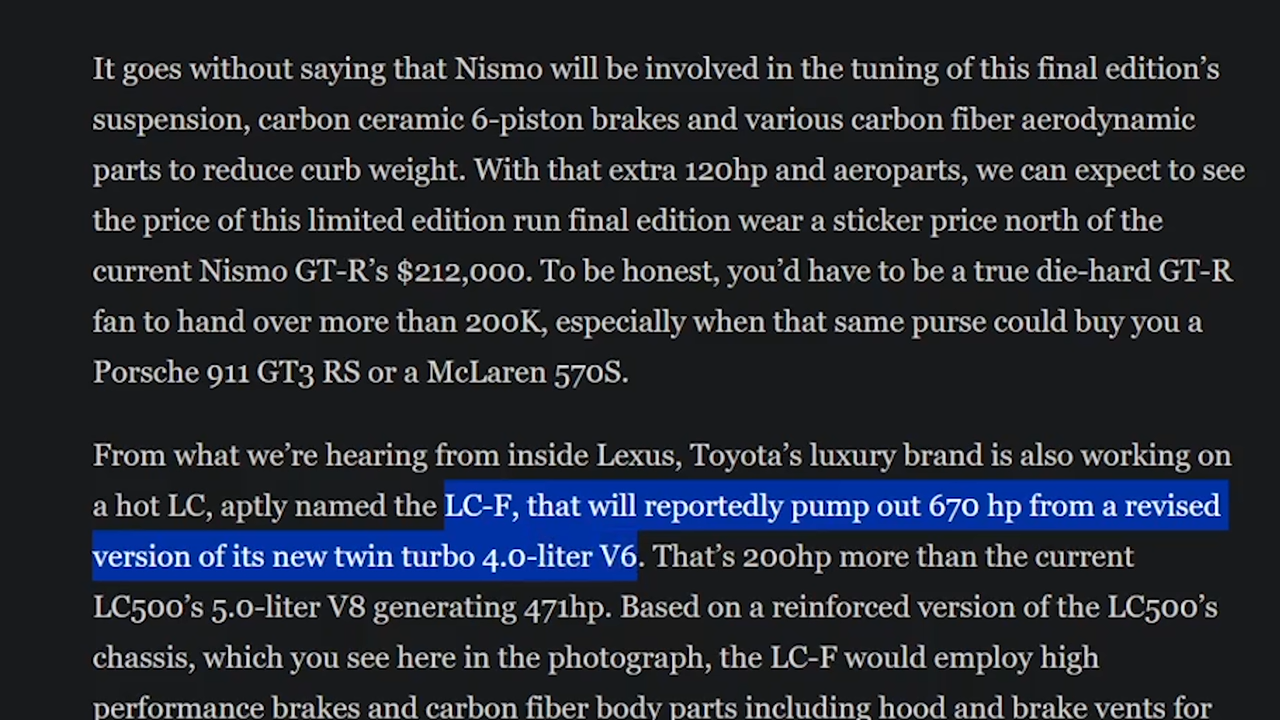 It goes without saying that Nismo will be involved in the tuning of this final edition’s
suspension, carbon ceramic 6-piston brakes and various carbon fiber aerodynamic
parts to reduce curb weight. With that extra 120hp and aeroparts, we can expect to see
the price of this limited edition run final edition wear a sticker price north of the
current Nismo GT-R’s $212,000. To be honest, you’d have to be a true die-hard GT-R
fan to hand over more than 200K, especially when that same purse could buy you a
Porsche 911 GT3 RS or a McLaren 570S.
From what we’re hearing from inside Lexus, Toyota’s luxury brand is also working on
a hot LC, aptly named the LC-F, that will reportedly pump out 670 hp from a revised
version of its new twin turbo 4.0-liter V6. That’s 200hp more than the current
LC500’s 5.0-liter V8 generating 471hp. Based on a reinforced version of the LC500’s
chassis, which you see here in the photograph, the LC-F would employ high
performance brakes and carbon fiber body parts including hood and brake vents for